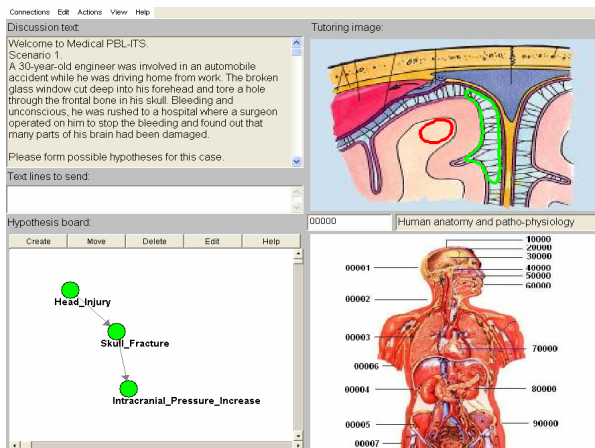 Connections Edit Actions View Help
Discussion text:
Welcome to Medical PBL-ITS.
Scenario 1.
A 30-year-old engineer was involved in an automobile
accident while he was driving home from work. The broken
glass window cut deep into his forehead and tore a hole
through the frontal bone in his skull. Bleeding and
unconscious, he was rushed to a hospital where a surgeon
operated on him to stop the bleeding and found out that
many parts of his brain had been damaged.
Please form possible hypotheses for this case.
Text lines to send:
Hypothesis board:
Create Move Delete Edit Help
Head_Injury
Skull_Fracture
Intracranial_Pressure_Increase
Tutoring image:
00000 Human anatomy and patho-physiology
10000
20000
30000
00001 40000
50000
60000
00002
00003
70000
00006
00004 80000
00005 90000
00007